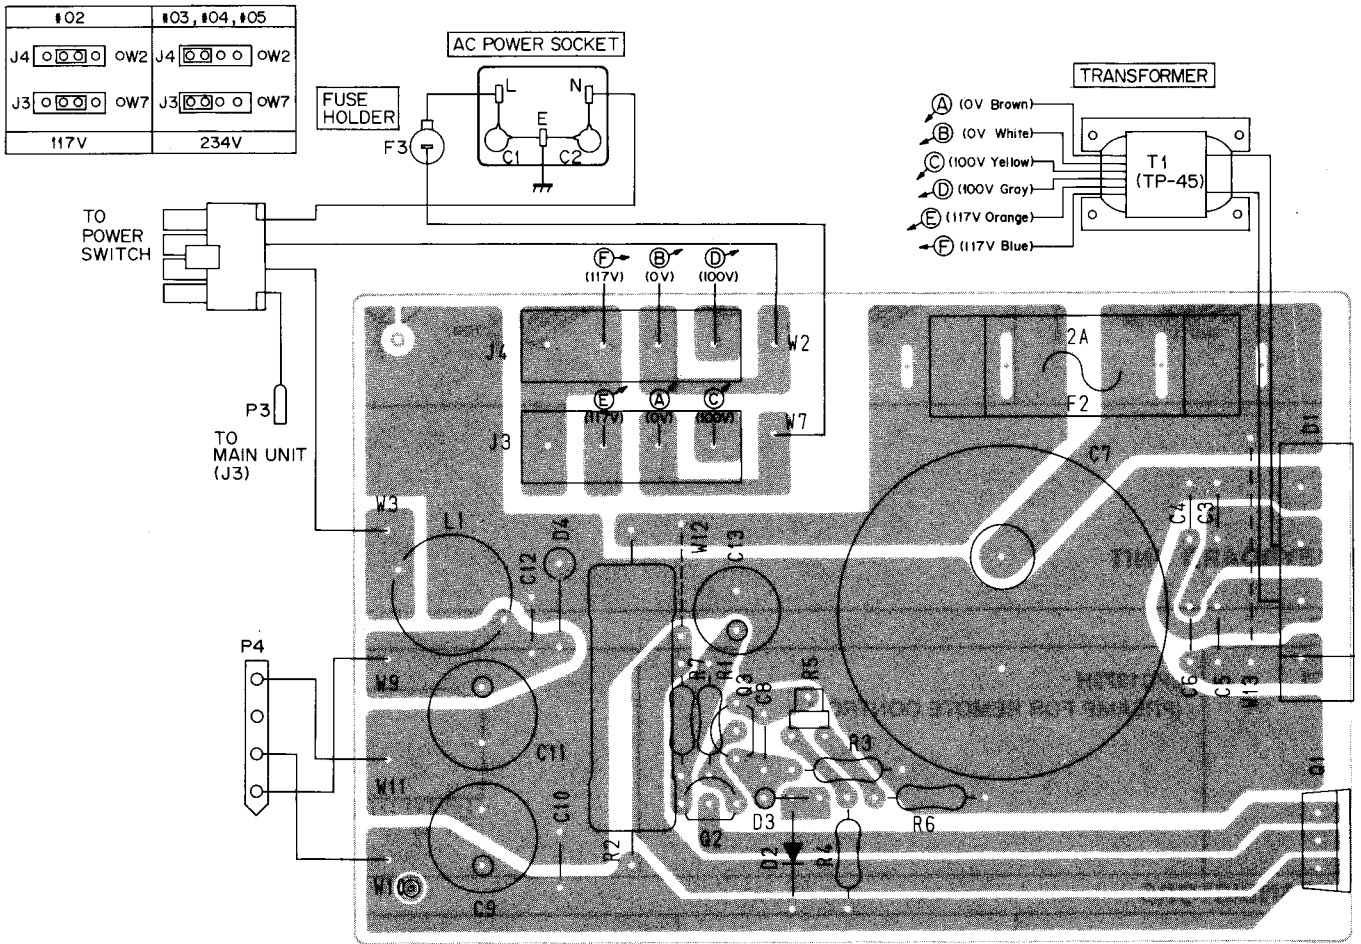 #02
#03, #04, #05
J4
OW2
J4
OW2
J3
OW7
J3
OW7
117V
234V
AC POWER SOCKET
L
N
E
C1
C2
FUSE
HOLDER
F3
TRANSFORMER
A (0V Brown)
B (0V White)
C (100V Yellow)
D (100V Gray)
E (117V Orange)
F (117V Blue)
T1
(TP-45)
TO
POWER
SWITCH
P3
TO
MAIN UNIT
(J3)
F
(117V)
B
(0V)
D
(100V)
J4
W2
E
(117V)
A
(0V)
C
(100V)
J3
W7
2A
F2
D1
C7
W3
L1
C12
D4
W12
C13
C4
C3
P4
W9
R7
R1
Q3
C8
R5
C6
C5
W13
C11
R3
W11
C10
Q1
R2
Q2
D3
D2
R4
R6
W10
C9